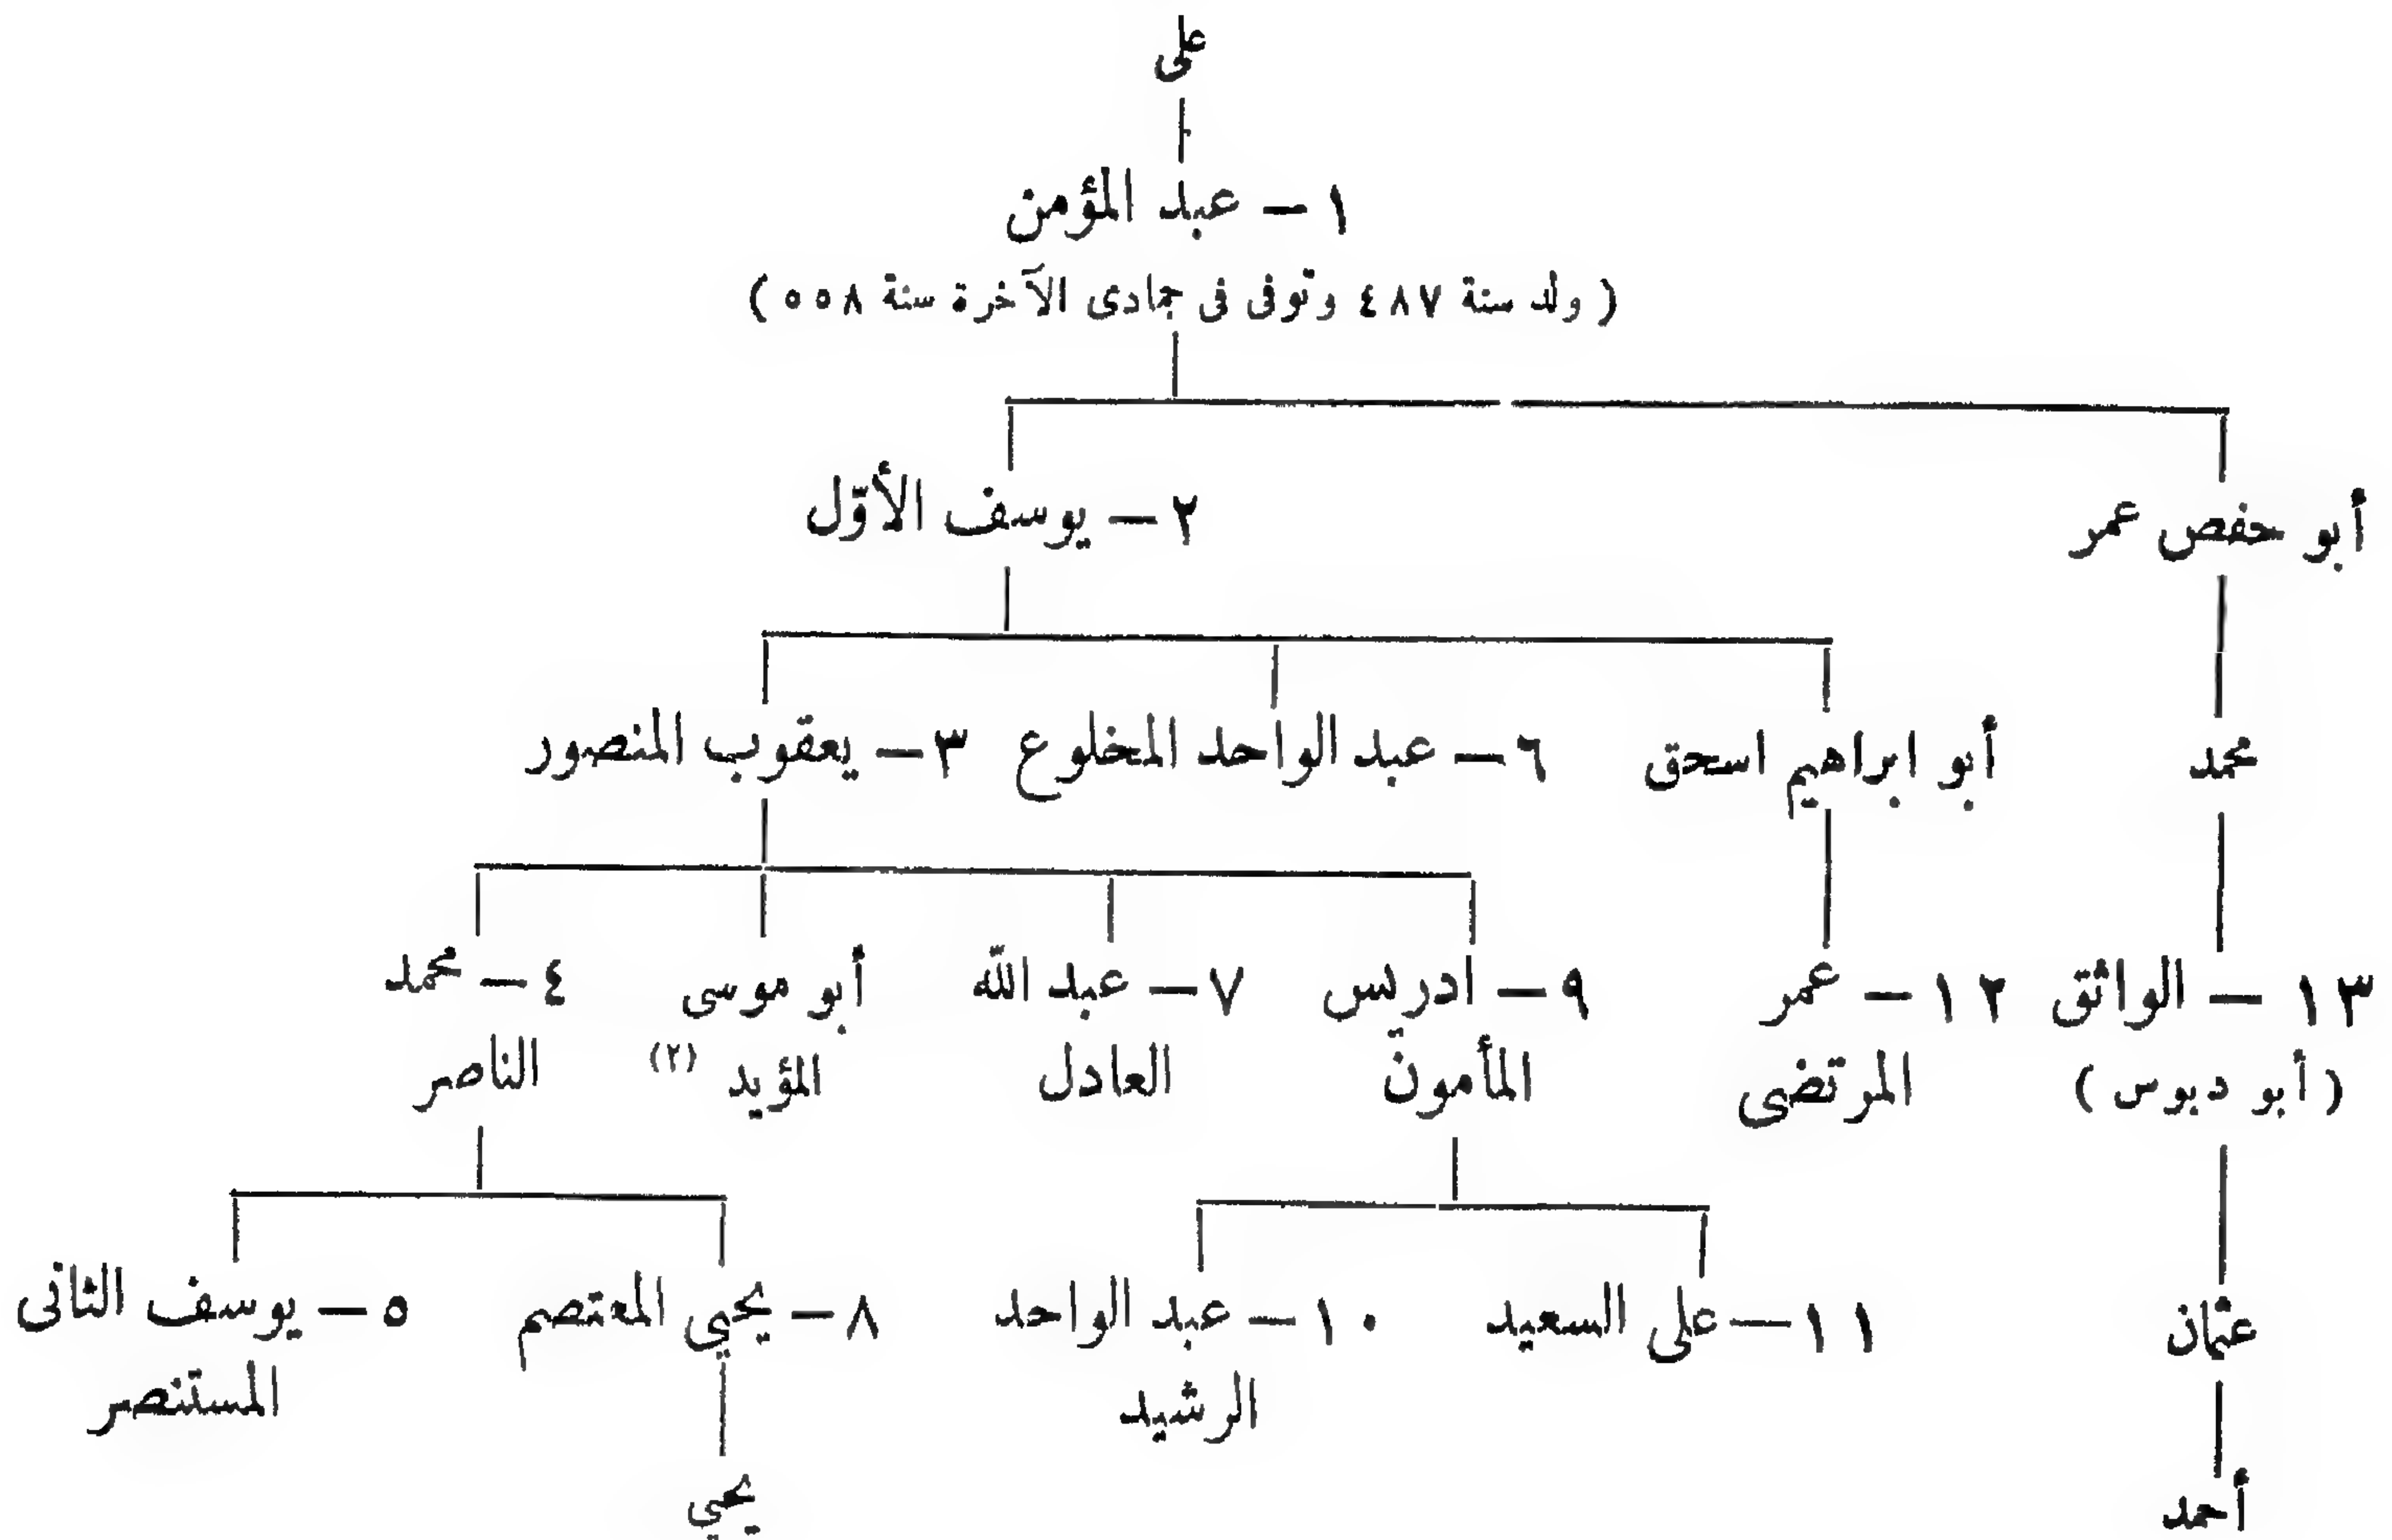 على
١ – عبد المؤمن
( ولد سنة ٤٨٧ وتوفى فى جمادى الآخرة سنة ٥٥٨ )
أبو حفص عمر
٢ – يوسف الأوّل
محمد
أبو ابراهيم اسحق
٦ – عبد الواحد المخلوع
٣ – يعقوب المنصور
١٣ – الواثق
( أبو دبوس )
١٢ – عمر
المرتضى
٩ – ادريس
المأمون
٧ – عبد الله
العادل
أبو موسى
المؤيد (٢)
٤ – محمد
الناصر
عثمان
١١ – على السعيد
١٠ – عبد الواحد
الرشيد
٨ – يحيي المعتصم
٥ – يوسف الثانى
المستنصر
أحمد
يحيي